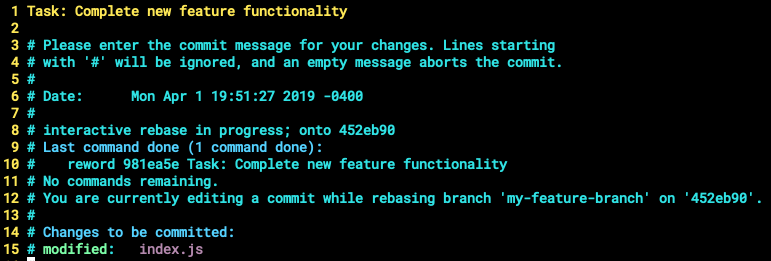 1 Task: Complete new feature functionality
2
3 # Please enter the commit message for your changes. Lines starting
4 # with '#' will be ignored, and an empty message aborts the commit.
5 #
6 # Date:      Mon Apr 1 19:51:27 2019 -0400
7 #
8 # interactive rebase in progress; onto 452eb90
9 # Last command done (1 command done):
10 #    reword 981ea5e Task: Complete new feature functionality
11 # No commands remaining.
12 # You are currently editing a commit while rebasing branch 'my-feature-branch' on '452eb90'.
13 #
14 # Changes to be committed:
15 # modified:   index.js